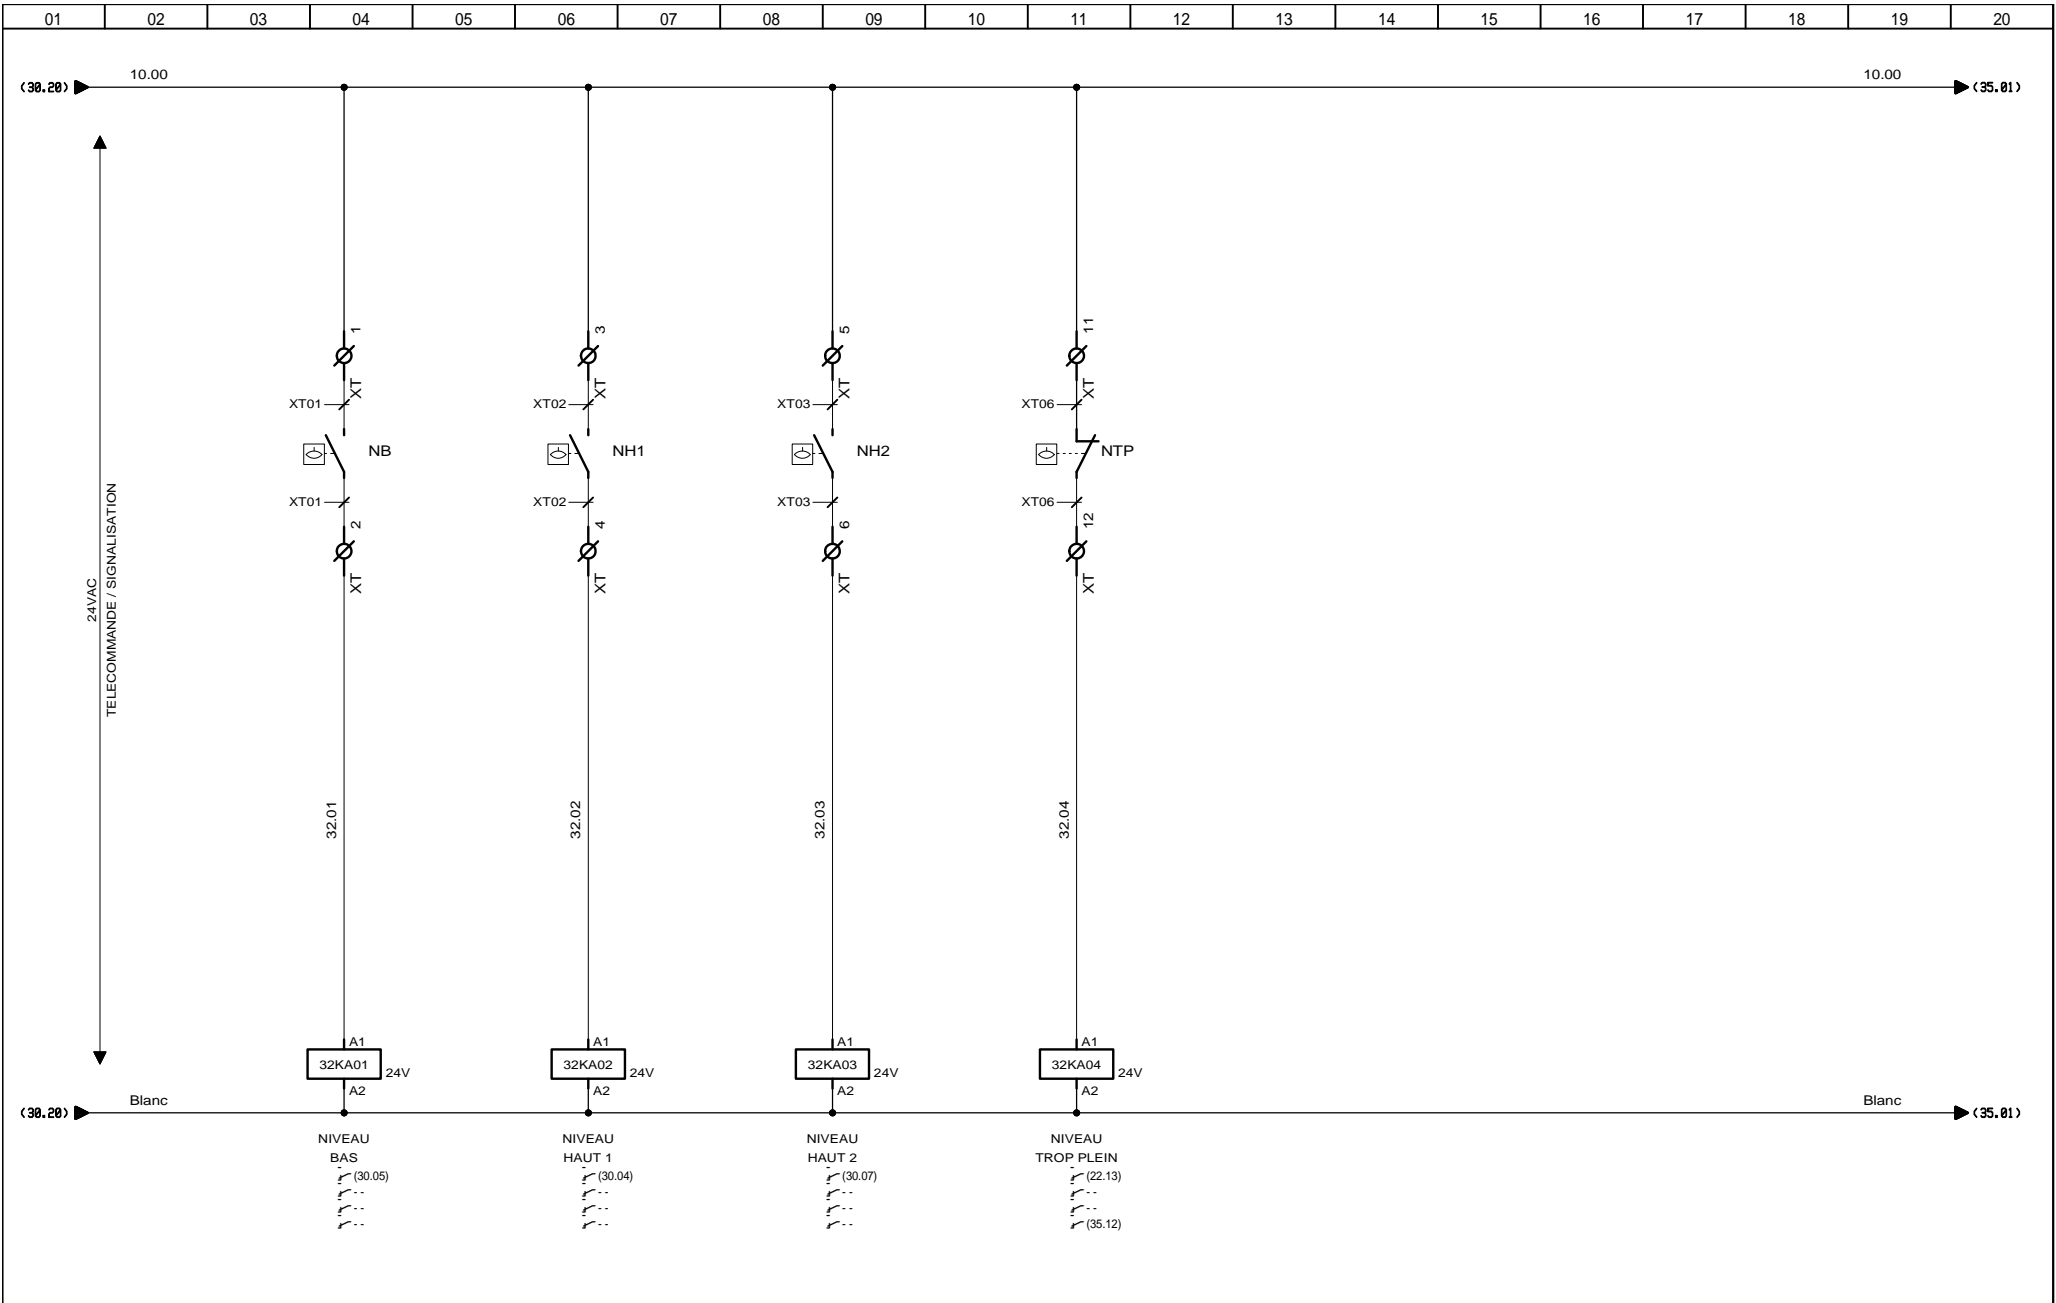 01 02 03 04 05 06 07 08 09 10 11 12 13 14 15 16 17 18 19 20
10.00 10.00
(30.20) (35.01)
24VAC
TELECOMMANDE / SIGNALISATION
1 3 5 11
XT XT XT XT
XT01 XT02 XT03 XT06
NB NH1 NH2 NTP
XT01 XT02 XT03 XT06
2 4 6 12
XT XT XT XT
32.01 32.02 32.03 32.04
A1 A1 A1 A1
32KA01 24V 32KA02 24V 32KA03 24V 32KA04 24V
A2 A2 A2 A2
Blanc Blanc
(30.20) (35.01)
NIVEAU NIVEAU NIVEAU NIVEAU
BAS HAUT 1 HAUT 2 TROP PLEIN
(30.05) (30.04) (30.07) (22.13)
-- -- -- --
-- -- -- --
-- -- -- (35.12)